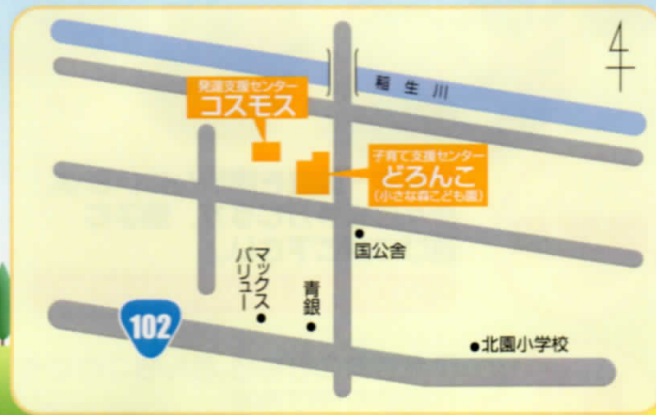 稲生川
発達支援センター
コスモス
子育て支援センター
どろんこ
(小さな森こども園)
国公舎
マックス
バリュー
青銀
102
北園小学校